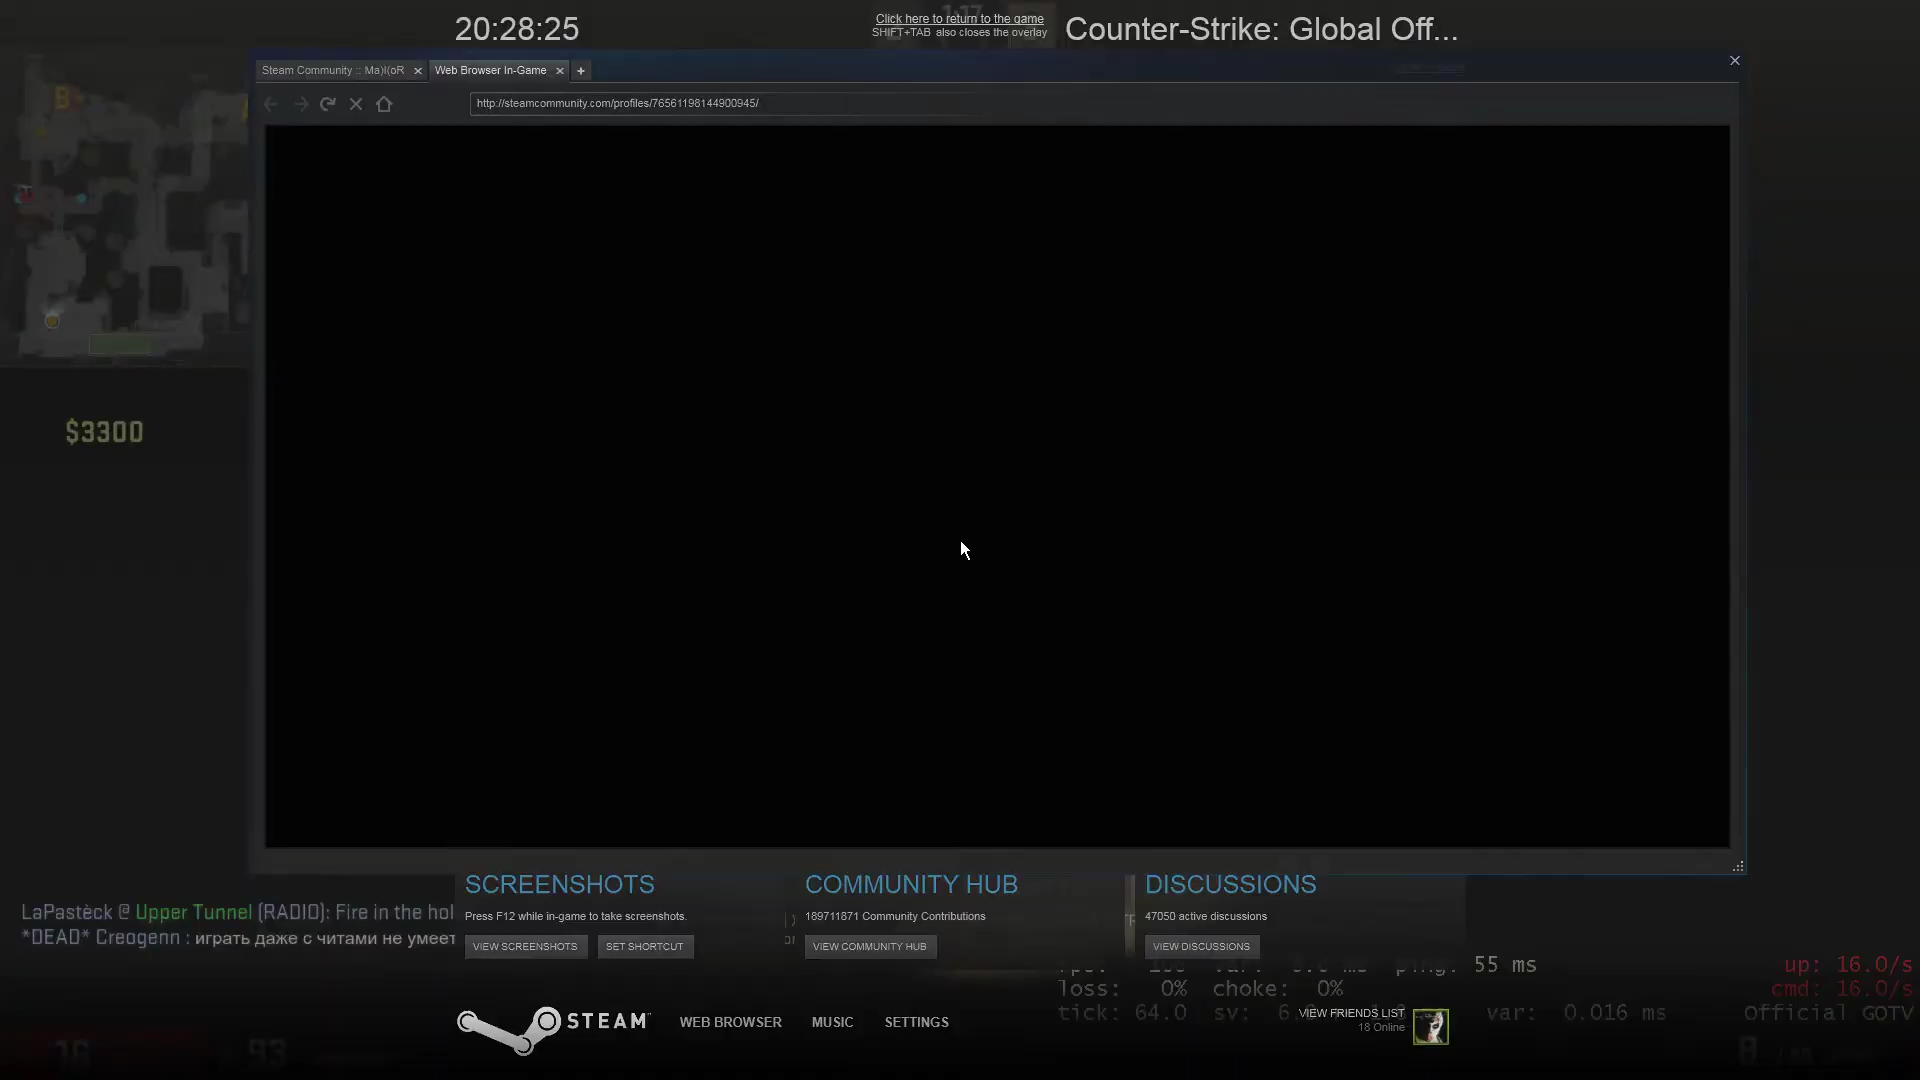 20:28:25
Click here to return to the game
SHIFT+TAB also closes the overlay
Counter-Strike: Global Off...
Steam Community :: Ma)I(oR
Web Browser In-Game
http://steamcommunity.com/profiles/76561198144900945/
B
$3300
SCREENSHOTS
Press F12 while in-game to take screenshots.
VIEW SCREENSHOTS
SET SHORTCUT
COMMUNITY HUB
189711871 Community Contributions
VIEW COMMUNITY HUB
DISCUSSIONS
47050 active discussions
VIEW DISCUSSIONS
LaPastèck @ Upper Tunnel (RADIO): Fire in the hol
*DEAD* Creogenn : играть даже с читами не умеет
55 ms
up: 16.0/s
loss: 0% choke: 0%
cmd: 16.0/s
tick: 64.0 sv:
var: 0.016 ms
Official GOTV
STEAM
WEB BROWSER
MUSIC
SETTINGS
VIEW FRIENDS LIST
18 Online
93